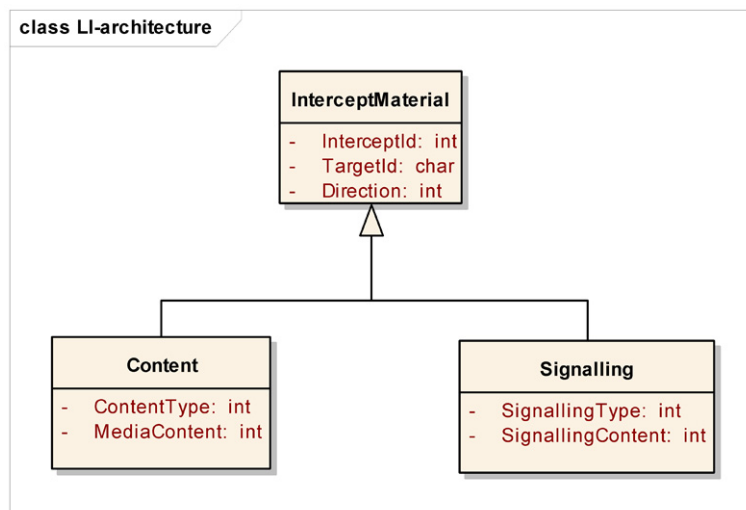 class LI-architecture
InterceptMaterial
- InterceptId: int
- TargetId: char
- Direction: int
Content
- ContentType: int
- MediaContent: int
Signalling
- SignallingType: int
- SignallingContent: int